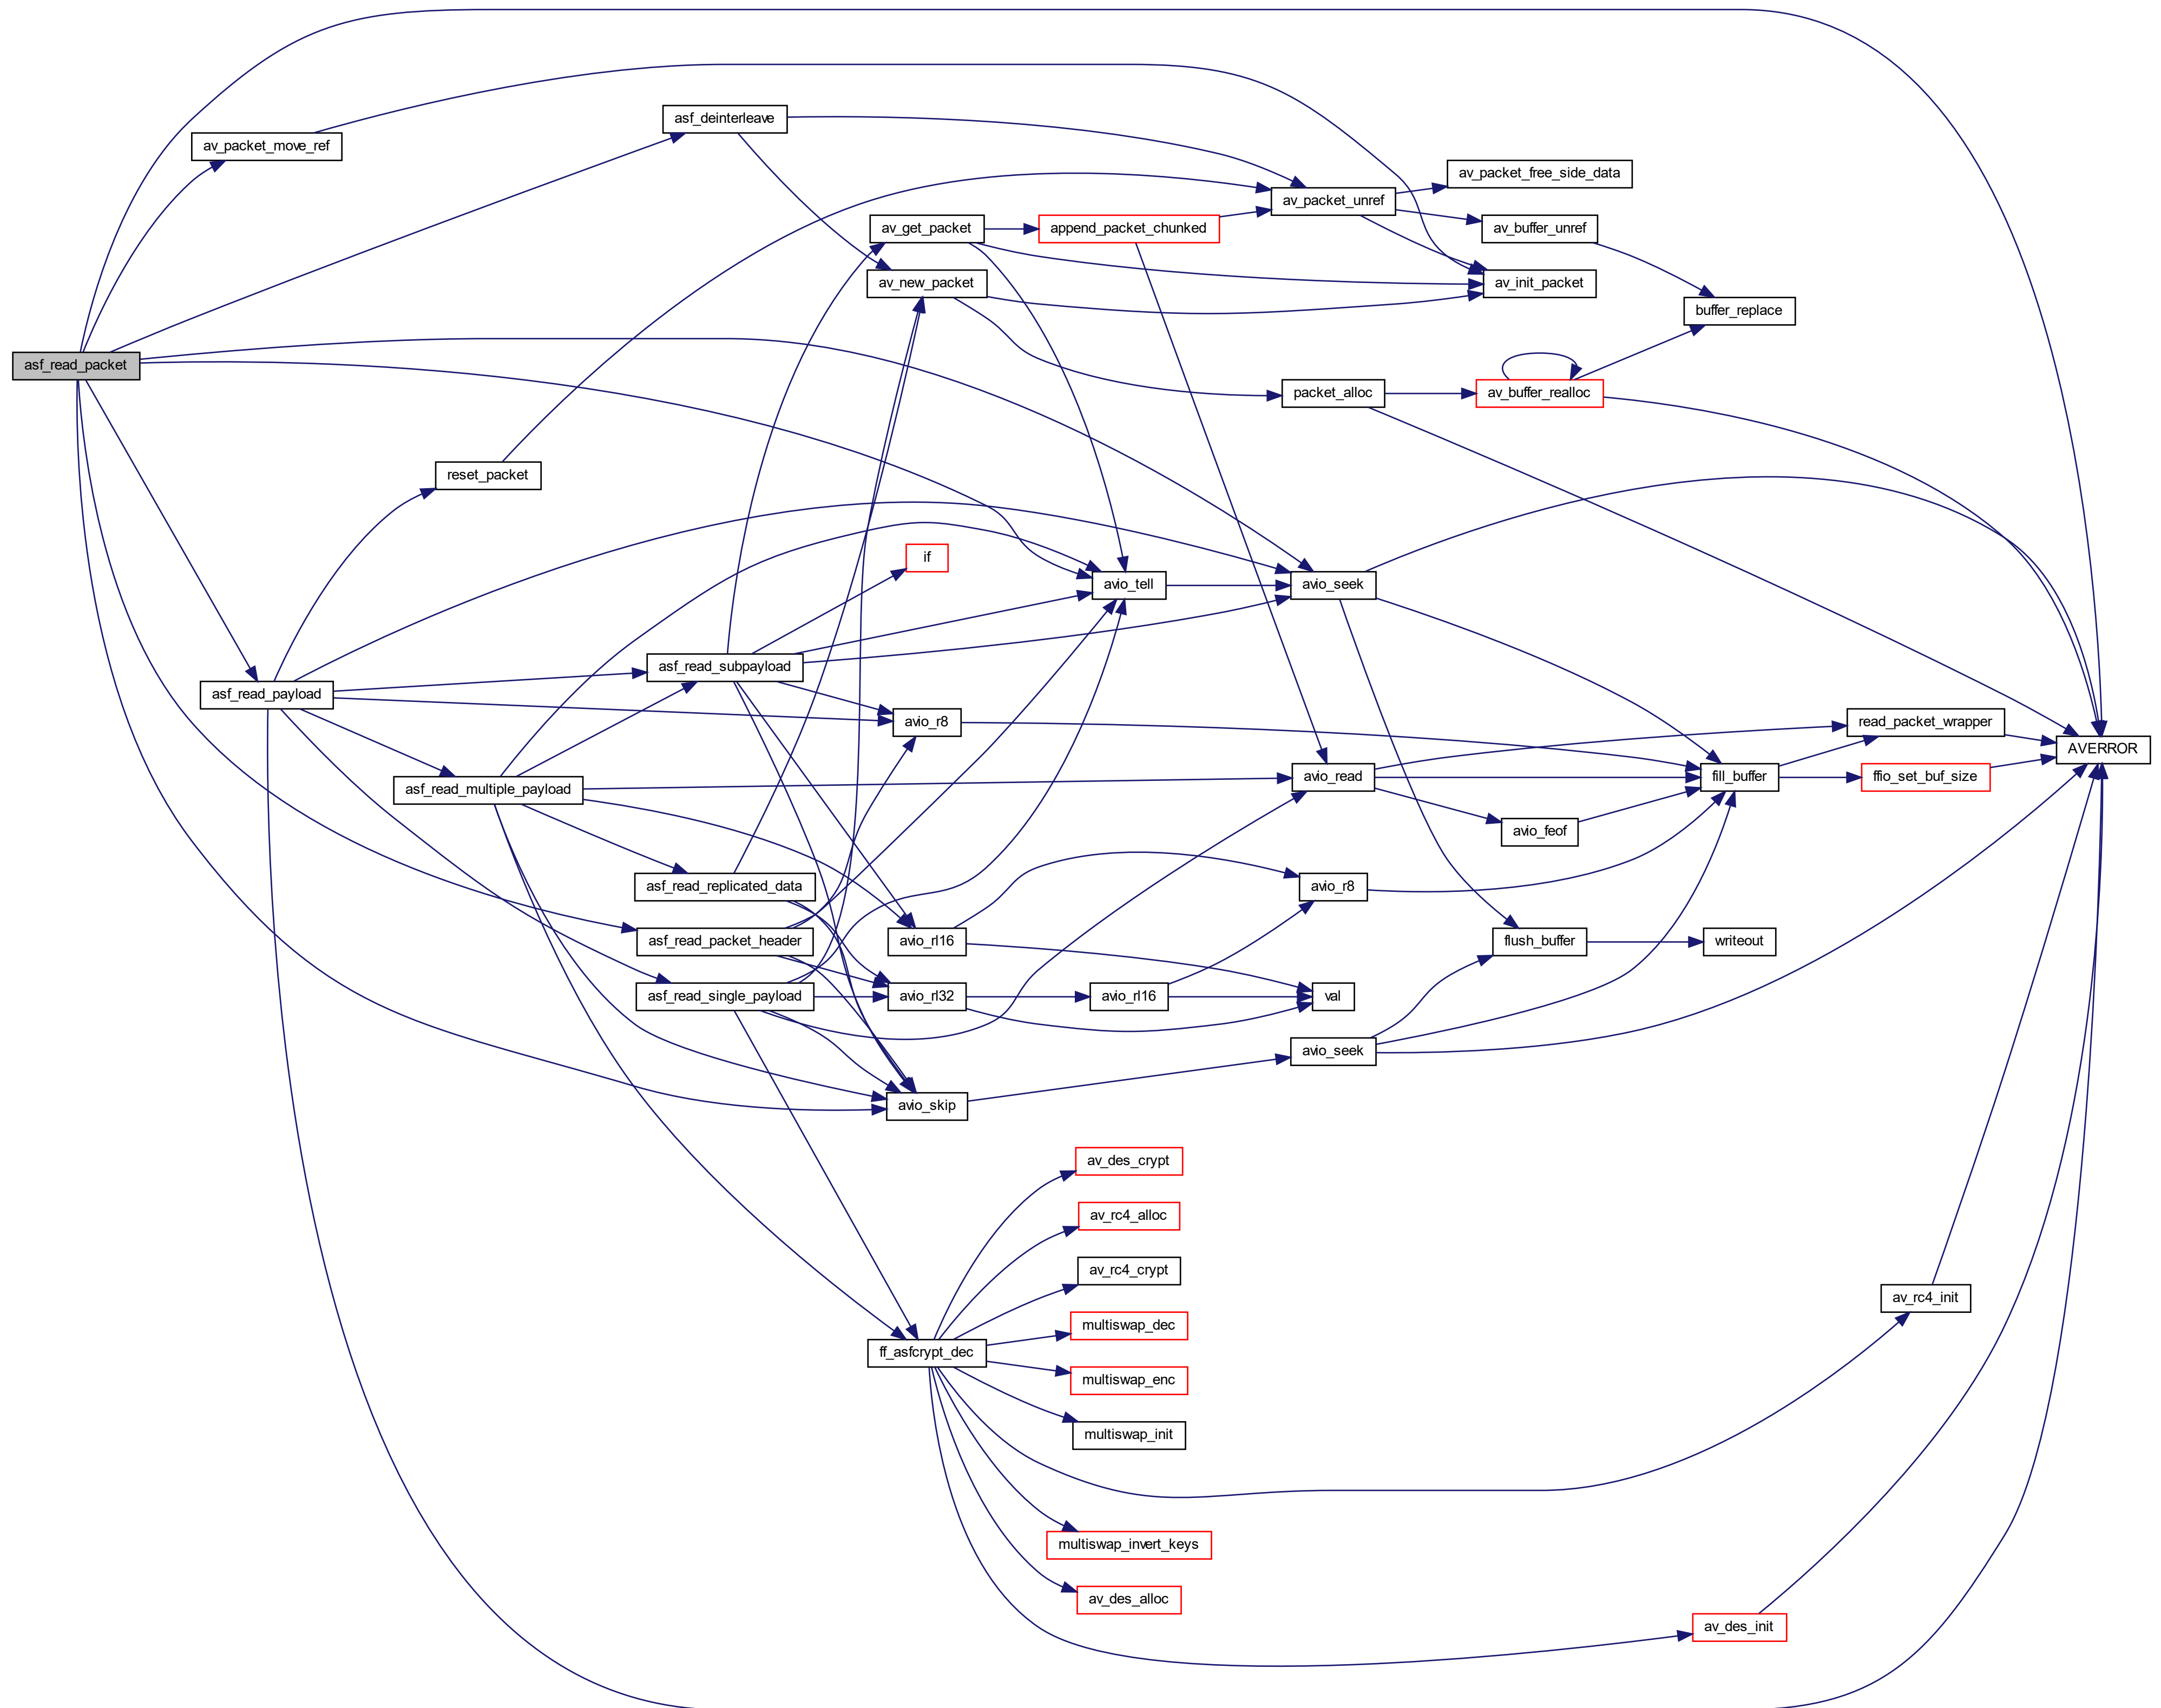 asf_read_packet
av_packet_move_ref
asf_deinterleave
av_packet_free_side_data
av_packet_unref
av_get_packet
append_packet_chunked
av_buffer_unref
av_new_packet
av_init_packet
buffer_replace
packet_alloc
av_buffer_realloc
reset_packet
if
avio_tell
avio_seek
asf_read_subpayload
asf_read_payload
avio_r8
read_packet_wrapper
AVERROR
asf_read_multiple_payload
avio_read
fill_buffer
ffio_set_buf_size
avio_feof
asf_read_replicated_data
avio_r8
asf_read_packet_header
avio_rl16
flush_buffer
writeout
asf_read_single_payload
avio_rl32
avio_rl16
val
avio_seek
avio_skip
av_des_crypt
av_rc4_alloc
av_rc4_crypt
av_rc4_init
multiswap_dec
ff_asfcrypt_dec
multiswap_enc
multiswap_init
multiswap_invert_keys
av_des_alloc
av_des_init